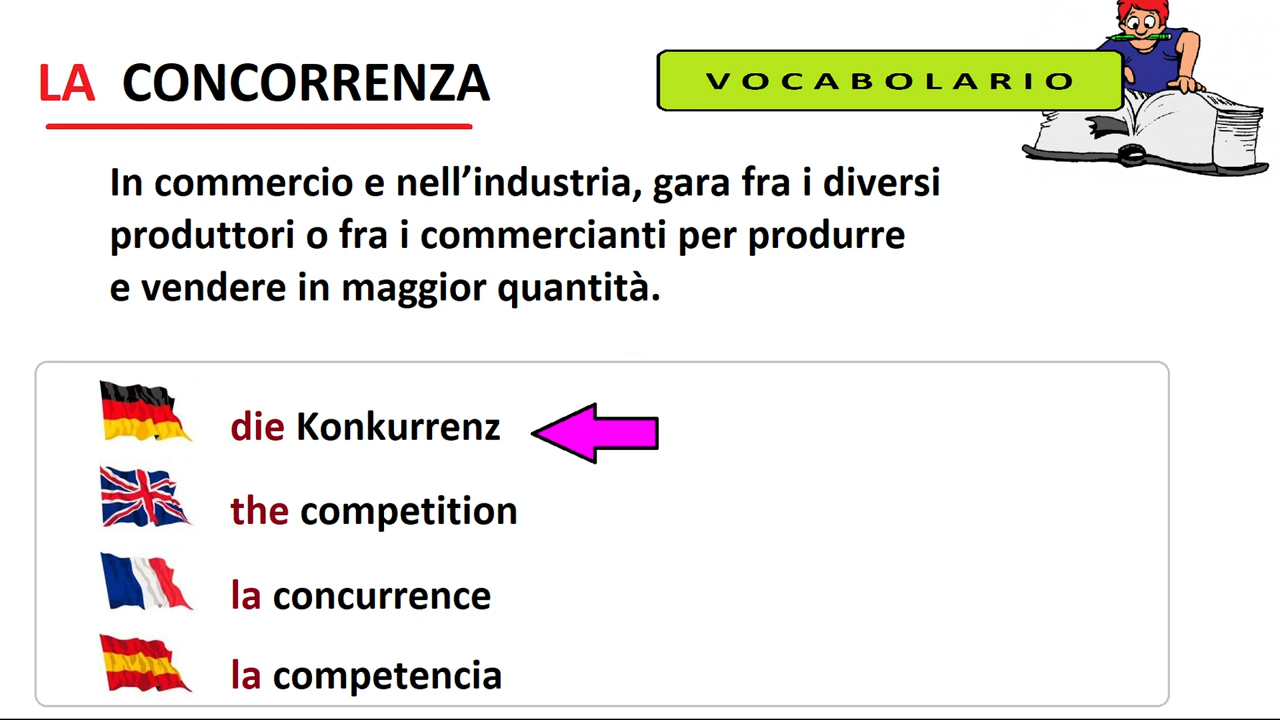 LA CONCORRENZA
VOCABOLARIO
In commercio e nell’industria, gara fra i diversi
produttori o fra i commercianti per produrre
e vendere in maggior quantità.
die Konkurrenz
the competition
la concurrence
la competencia